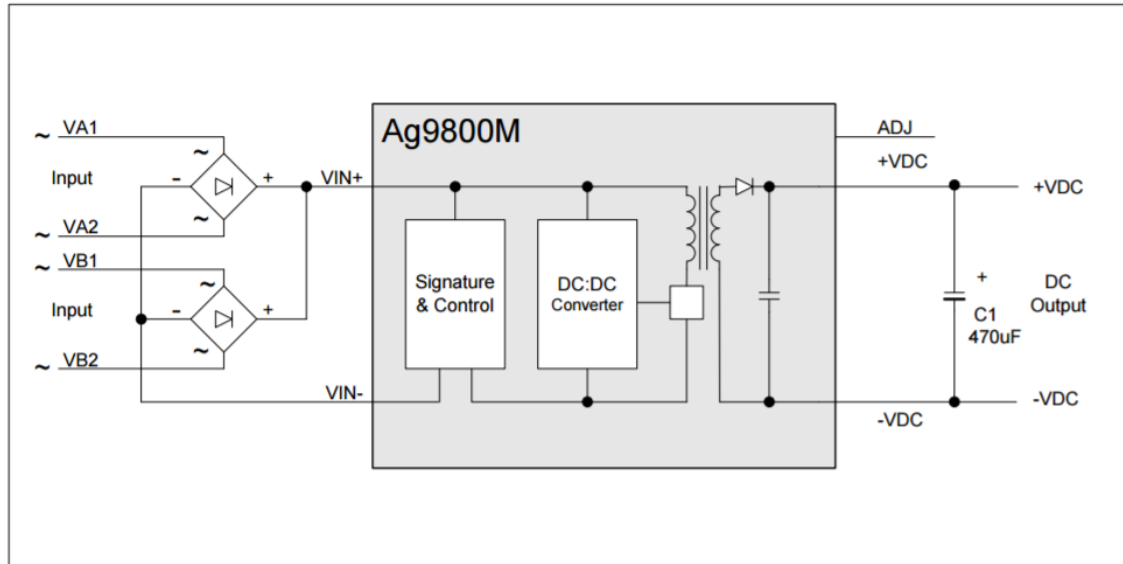 Ag9800M
~ VA1
~
Input
-
+
~
~ VA2
~ VB1
~
Input
-
+
~
~ VB2
VIN+
VIN-
Signature
& Control
DC:DC
Converter
ADJ
+VDC
-VDC
+
C1
470uF
+VDC
DC
Output
-VDC